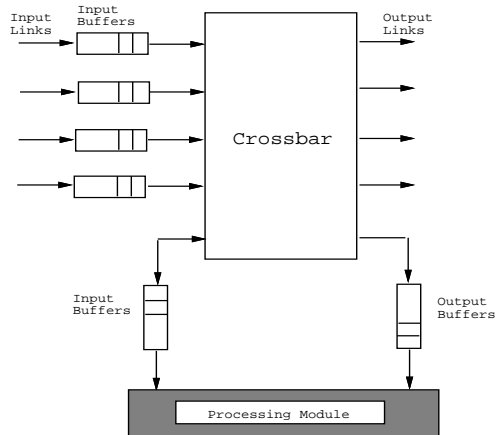 Input
Links
Input
Buffers
Output
Links
Crossbar
Input
Buffers
Output
Buffers
Processing Module